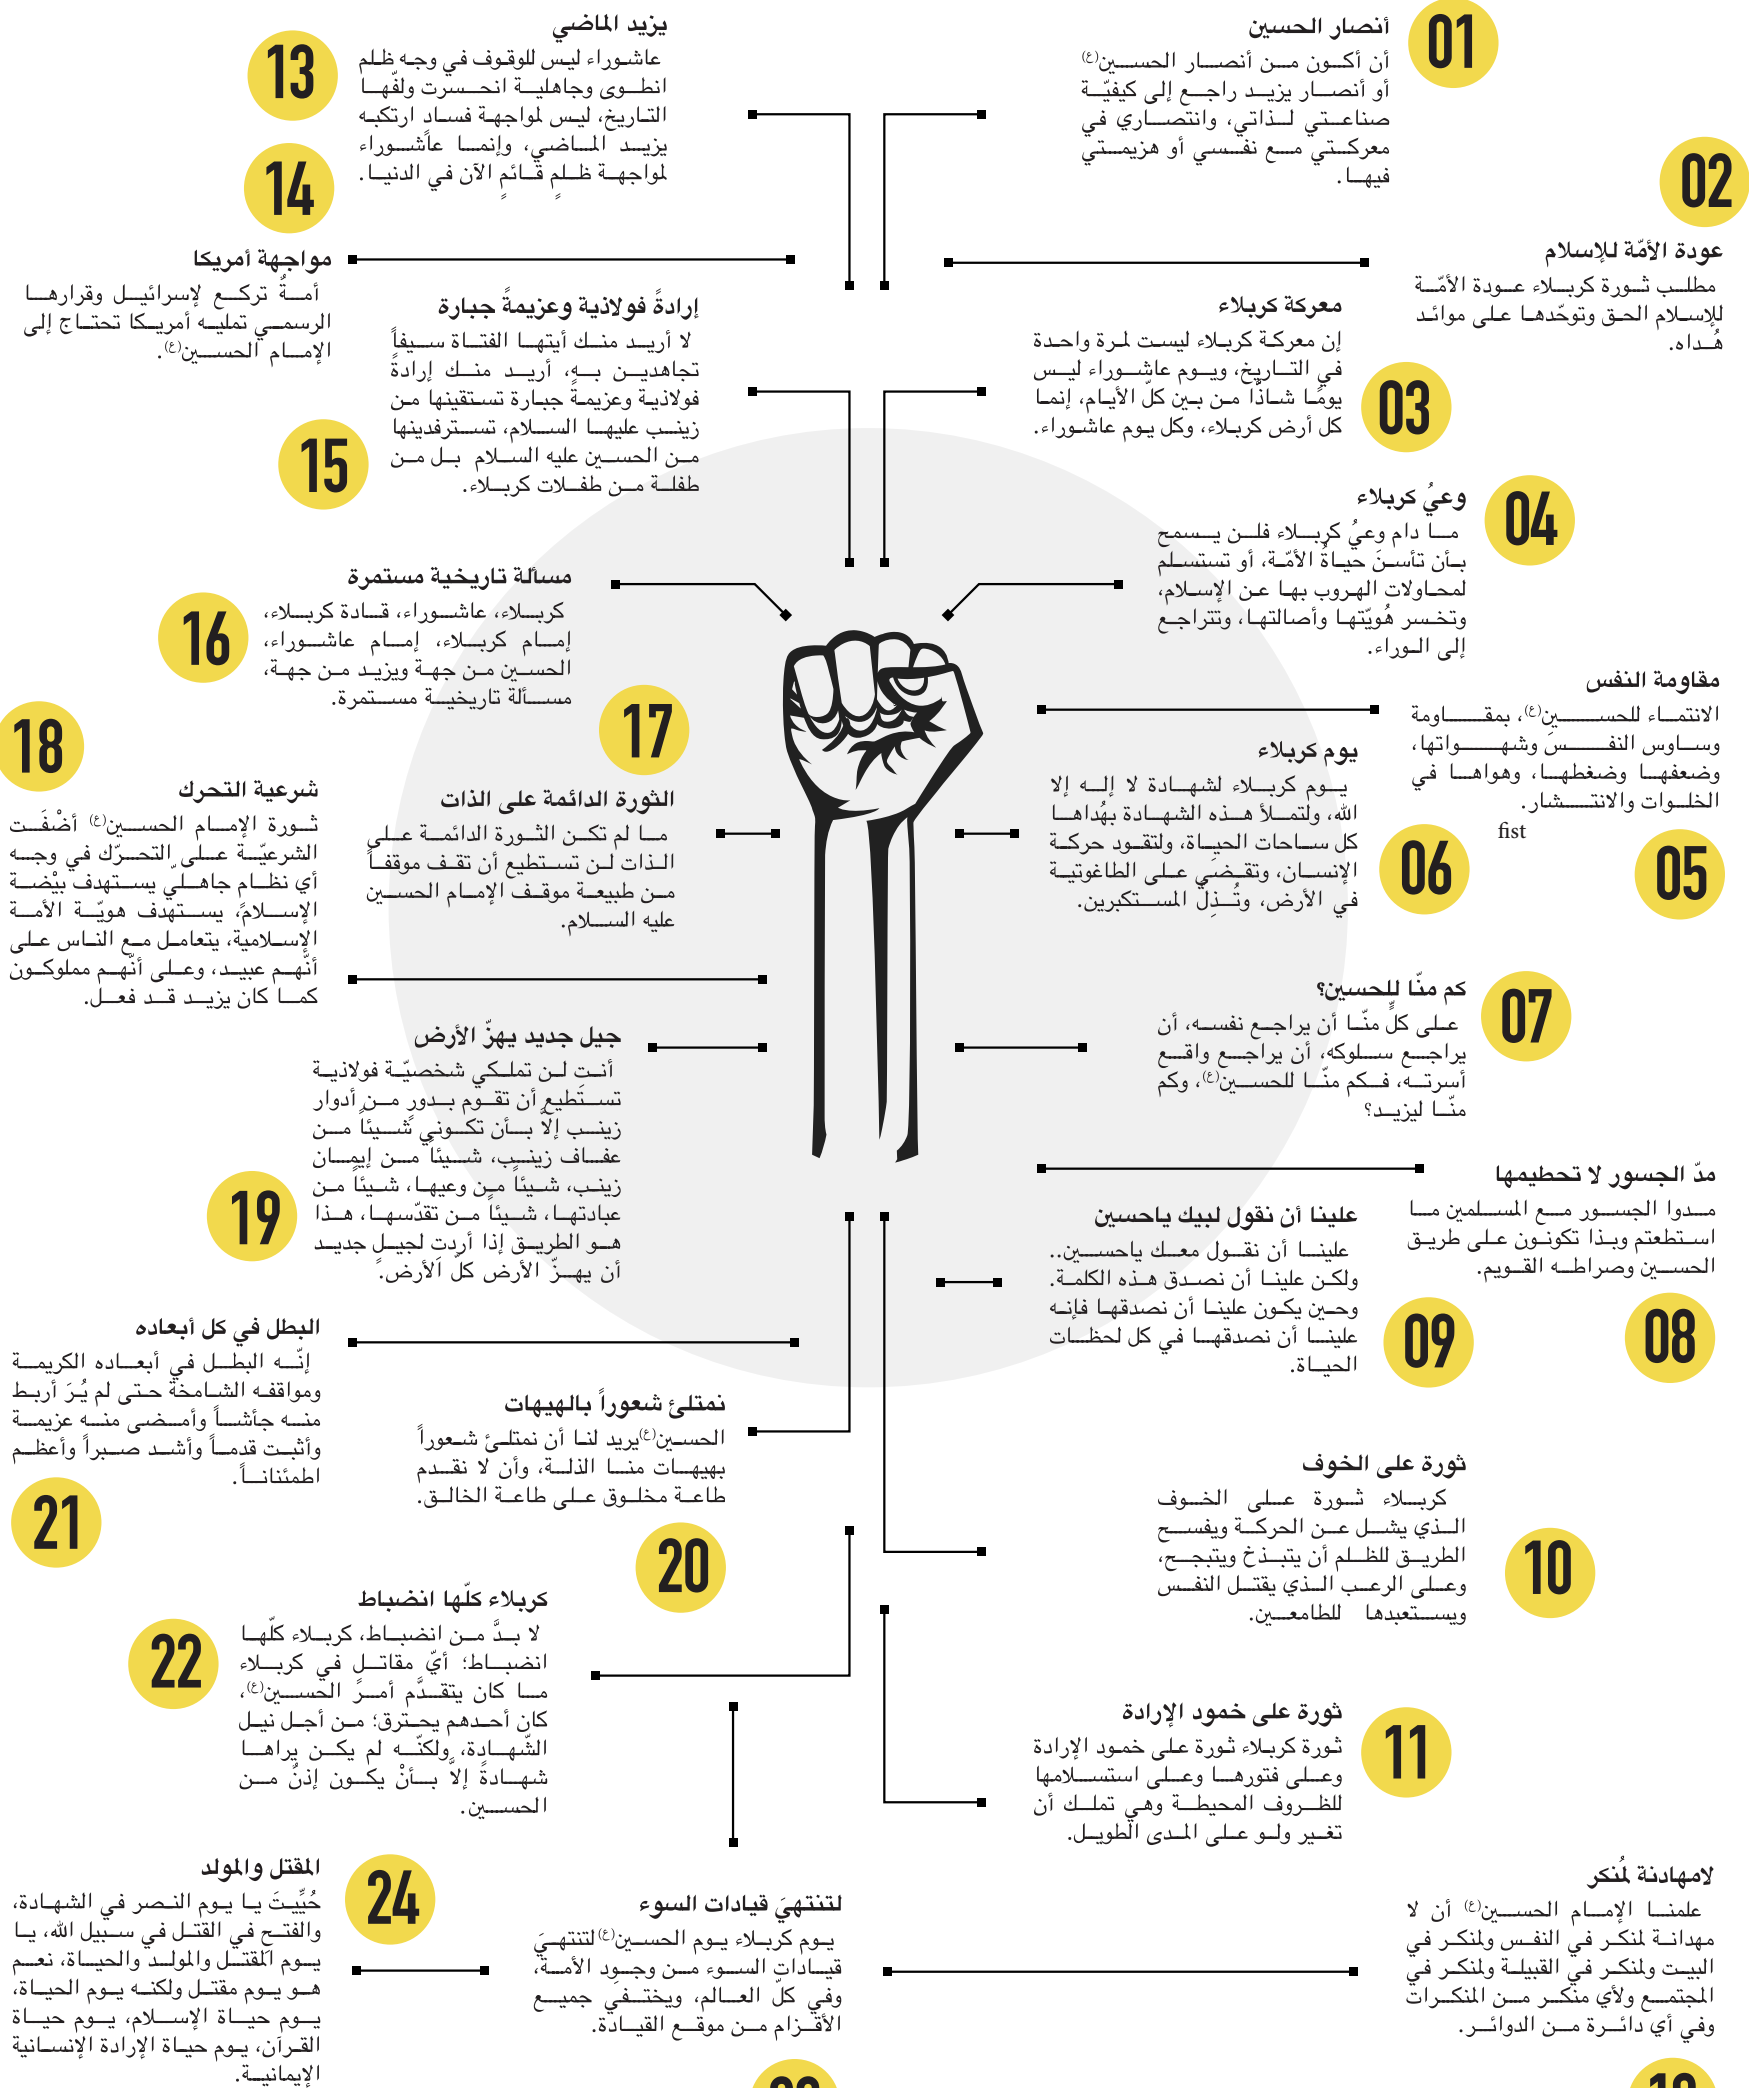 01
أنصار الحسين
أن أكون من أنصار الحسين(ع)
أو أنصار يزيد راجع إلى كيفيّة
صناعتي لذاتي، وانتصاري في
معركتي مع نفسي أو هزيمتي
فيها.
02
عودة الأمّة للإسلام
مطلب ثورة كربلاء عودة الأمّة
للإسلام الحق وتوحّدها على موائد
هُداه.
03
معركة كربلاء
إن معركة كربلاء ليست لمرة واحدة
في التاريخ، ويوم عاشوراء ليس
يومًا شاذًّا من بين كلّ الأيام، إنما
كل أرض كربلاء، وكل يوم عاشوراء.
04
وعيُ كربلاء
ما دام وعيُ كربلاء فلن يسمح
بأن تأسنَ حياةُ الأمّة، أو تستسلم
لمحاولات الهروب بها عن الإسلام،
وتخسر هُويّتها وأصالتها، وتتراجع
إلى الوراء.
مقاومة النفس
الانتماء للحسين(ع)، بمقاومة
وساوس النفسِ وشهواتها،
وضعفها وضغطها، وهواها في
الخلوات والانتشار.
fist
05
يوم كربلاء
يوم كربلاء لشهادة لا إله إلا
الله، ولتملأ هذه الشهادة بهُداها
كل ساحات الحياة، ولتقود حركة
الإنسان، وتقضيِ على الطاغوتية
في الأرض، وتُذِلّ المستكبرين.
06
07
كم منّا للحسين؟
على كلٍّ منّا أن يراجع نفسه، أن
يراجع سلوكه، أن يراجع واقع
أسرته، فكم منّا للحسين(ع)، وكم
منّا ليزيد؟
مدّ الجسور لا تحطيمها
مدوا الجسور مع المسلمين ما
استطعتم وبذا تكونون على طريق
الحسين وصراطه القويم.
08
علينا أن نقول لبيك ياحسين
علينا أن نقول معك ياحسين..
ولكن علينا أن نصدق هذه الكلمة.
وحين يكون علينا أن نصدقها فإنه
علينا أن نصدقها في كل لحظات
الحياة.
09
ثورة على الخوف
كربلاء ثورة على الخوف
الذي يشل عن الحركة ويفسح
الطريق للظلم أن يتبذخ ويتبجح،
وعلى الرعب الذي يقتل النفس
ويستعبدها للطامعين.
10
ثورة على خمود الإرادة
ثورة كربلاء ثورة على خمود الإرادة
وعلى فتورها وعلى استسلامها
للظروف المحيطة وهي تملك أن
تغير ولو على المدى الطويل.
11
لامهادنة لمُنكر
علمنا الإمام الحسين(ع) أن لا
مهدانة لمنكر في النفس ولمنكر في
البيت ولمنكر في القبيلة ولمنكر في
المجتمع ولأي منكر من المنكرات
وفي أي دائرة من الدوائر.
13
يزيد الماضي
عاشوراء ليس للوقوف في وجه ظلم
انطوى وجاهلية انحسرت ولفّها
التاريخ، ليس لمواجهة فساد ارتكبه
يزيد الماضي، وإنما عاشوراء
لمواجهة ظلمٍ قائمٍ الآن في الدنيا.
14
مواجهة أمريكا
أمةٌ تركع لإسرائيل وقرارها
الرسمي تمليه أمريكا تحتاج إلى
الإمام الحسين(ع).
إرادةً فولاذية وعزيمةً جبارة
لا أريد منك أيتها الفتاة سيفاً
تجاهدين به، أريد منك إرادةً
فولاذية وعزيمةً جبارة تستقينها من
زينب عليها السلام، تسترفدينها
من الحسين عليه السلام بل من
طفلة من طفلات كربلاء.
15
مسألة تاريخية مستمرة
كربلاء، عاشوراء، قادة كربلاء،
إمام كربلاء، إمام عاشوراء،
الحسين من جهة ويزيد من جهة،
مسألة تاريخية مستمرة.
16
17
الثورة الدائمة على الذات
ما لم تكن الثورة الدائمة على
الذات لن تستطيع أن تقف موقفاً
من طبيعة موقف الإمام الحسين
عليه السلام.
18
شرعية التحرك
ثورة الإمام الحسين(ع) أضْفَت
الشرعيّة على التحرّك في وجه
أي نظام جاهليّ يستهدف بيْضة
الإسلام، يستهدف هويّة الأمة
الإسلامية، يتعامل مع الناس على
أنّهم عبيد، وعلى أنّهم مملوكون
كما كان يزيد قد فعل.
جيل جديد يهزّ الأرض
أنتِ لن تملكي شخصيّة فولاذية
تستَطيع أن تقوم بدورٍ من أدوار
زينب إلاّ بأن تكوني شيئاً من
عفاف زينب، شيئاً من إيمان
زينب، شيئاً من وعيها، شيئاً من
عبادتها، شيئاً من تقدّسها، هذا
هو الطريق إذا أردتِ لجيلٍ جديد
أن يهزّ الأرض كلّ الأرض.
19
نمتلئ شعوراً بالهيهات
الحسين(ع)يريد لنا أن نمتلئ شعوراً
بهيهات منا الذلة، وأن لا نقدم
طاعة مخلوق على طاعة الخالق.
20
البطل في كل أبعاده
إنّه البطل في أبعاده الكريمة
ومواقفه الشامخة حتى لم يُرَ أربط
منه جأشاً وأمضى منه عزيمة
وأثبت قدماً وأشد صبراً وأعظم
اطمئناناً.
21
كربلاء كلّها انضباط
لا بدَّ من انضباط، كربلاء كلّها
انضباط؛ أيّ مقاتل في كربلاء
ما كان يتقدَّم أمرَ الحسين(ع)،
كان أحدهم يحترق؛ من أجل نيل
الشّهادة، ولكنّه لم يكن يراها
شهادةً إلاّ بأنْ يكون إذنٌ من
الحسين.
22
لتنتهيَ قيادات السوء
يوم كربلاء يوم الحسين(ع)لتنتهيَ
قيادات السوء من وجودِ الأمة،
وفي كلّ العالم، ويختفي جميع
الأقزام من موقع القيادة.
24
المقتل والمولد
حُيِّيتَ يا يوم النصر في الشهادة،
والفتحِ في القتل في سبيل الله، يا
يوم المقتل والمولد والحياة، نعم
هو يوم مقتل ولكنه يوم الحياة،
يوم حياة الإسلام، يوم حياة
القرآن، يوم حياة الإرادة الإنسانية
الإيمانية.